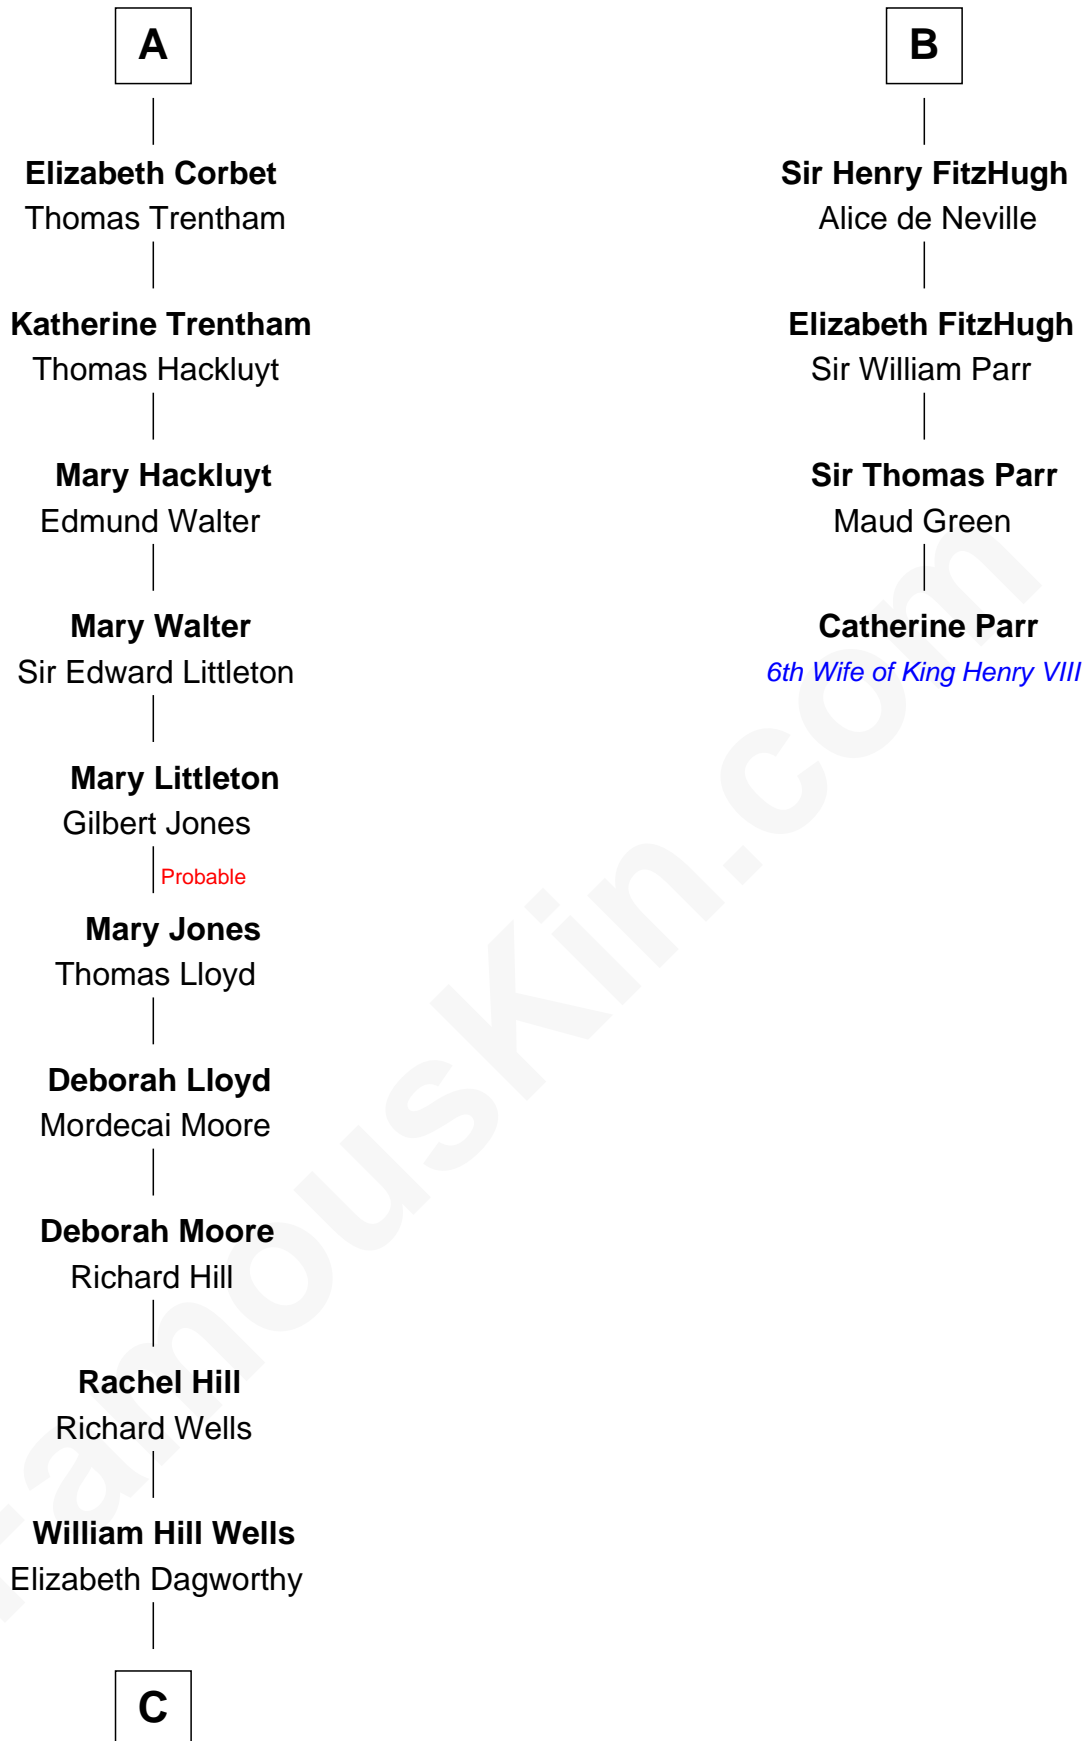 A
Elizabeth Corbet
Thomas Trentham
Katherine Trentham
Thomas Hackluyt
Mary Hackluyt
Edmund Walter
Mary Walter
Sir Edward Littleton
Mary Littleton
Gilbert Jones
Probable
Mary Jones
Thomas Lloyd
Deborah Lloyd
Mordecai Moore
Deborah Moore
Richard Hill
Rachel Hill
Richard Wells
William Hill Wells
Elizabeth Dagworthy
C
B
Sir Henry FitzHugh
Alice de Neville
Elizabeth FitzHugh
Sir William Parr
Sir Thomas Parr
Maud Green
Catherine Parr
6th Wife of King Henry VIII
FamousKin.com